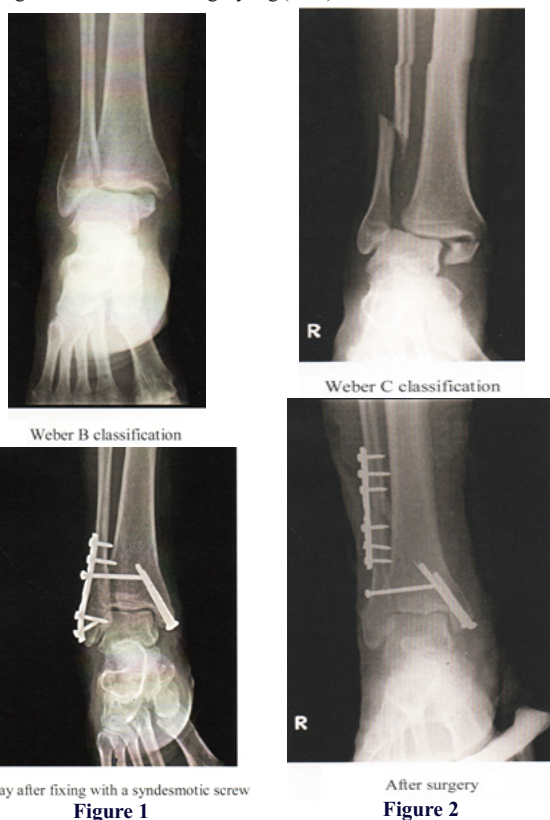 R
Weber B classification
Weber C classification
R
ay after fixing with a syndesmotic screw
After surgery
Figure 1
Figure 2